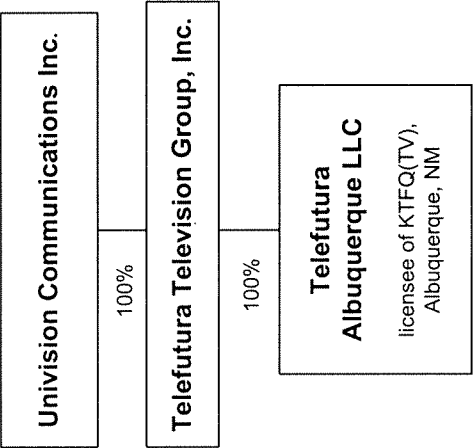 Univision Communications Inc.
100%
Telefutura Television Group, Inc.
100%
Telefutura
Albuquerque LLC
licensee of KTFQ(TV),
Albuquerque, NM